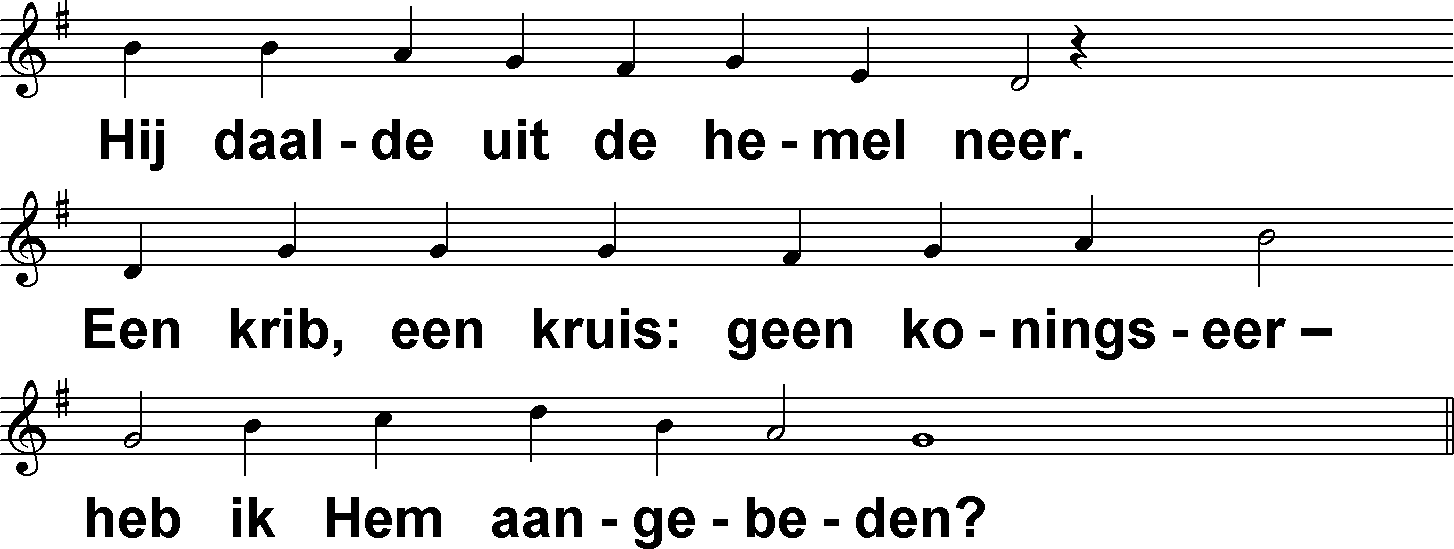 Hij daal - de uit de he - mel neer.
Een krib, een kruis: geen ko - nings - eer –
heb ik Hem aan - ge - be - den?